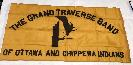 THE GRAND TRAVERSE BAND
OF OTTAWA AND CHIPPEWA INDIANS